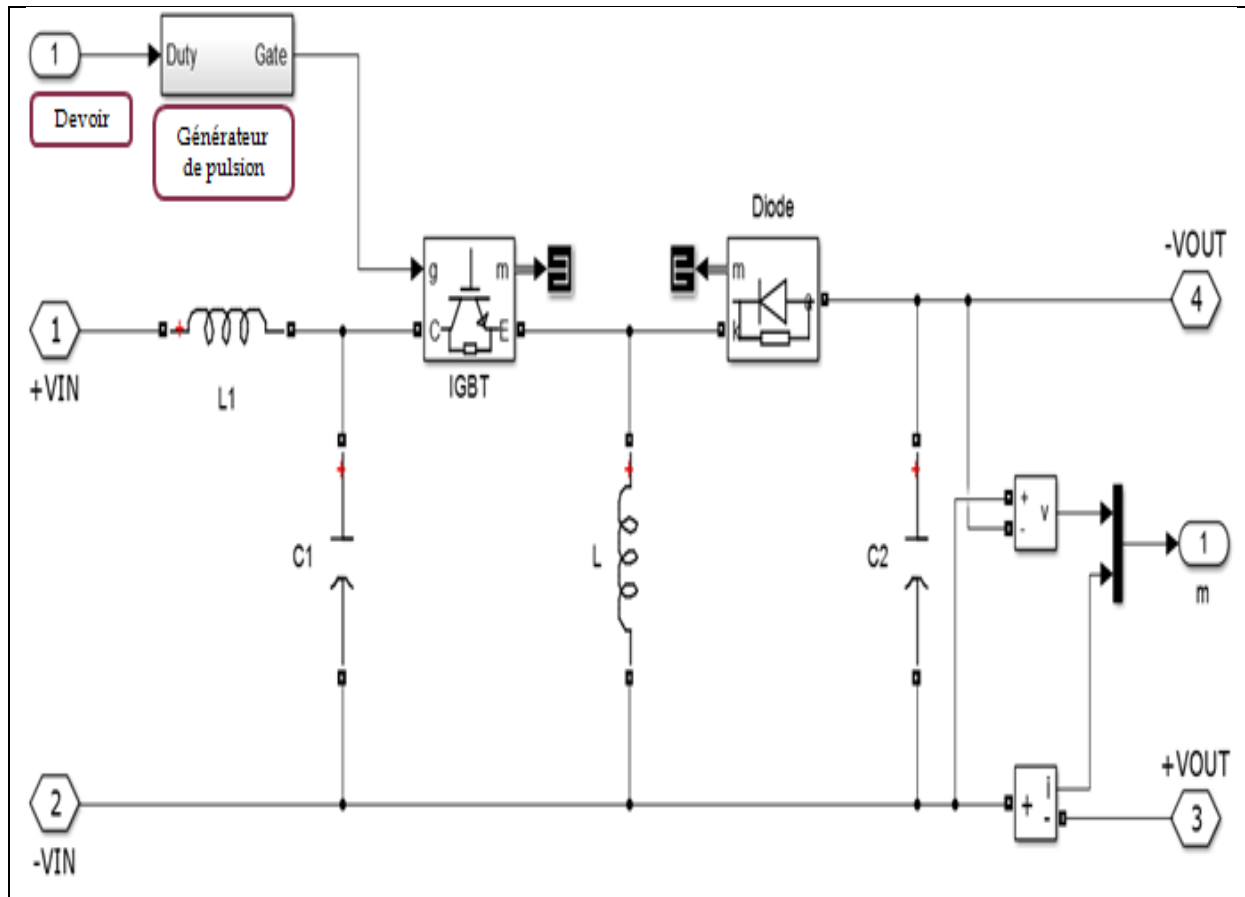 1
Duty
Gate
Devoir
Générateur
de pulsion
Diode
-VOUT
g
m
m
4
C
E
k
a
1
+VIN
IGBT
L1
+
-
v
C1
L
C2
1
m
+VOUT
2
+
i
-
3
-VIN